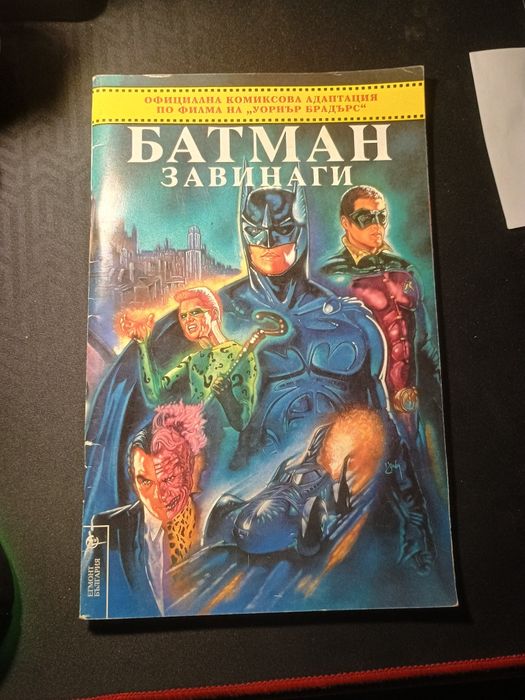 ОФИЦИАЛНА КОМИКСОВА АДАПТАЦИЯ
ПО ФИЛМА НА „УОРНЪР БРАДЪРС“
БАТМАН
ЗАВИНАГИ
ЕГМОНТ
БЪЛГАРИЯ